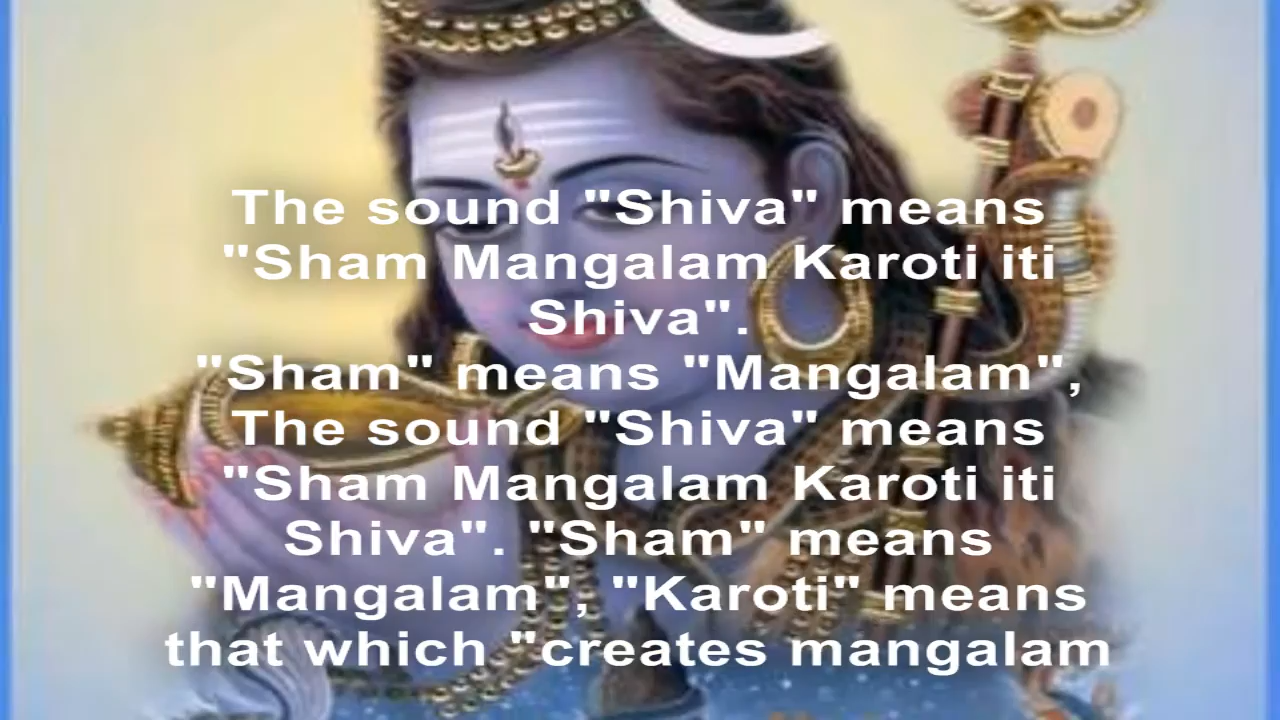 The sound "Shiva" means
"Sham Mangalam Karoti iti
Shiva".
"Sham" means "Mangalam",
The sound "Shiva" means
"Sham Mangalam Karoti iti
Shiva". "Sham" means
"Mangalam", "Karoti" means
that which "creates mangalam